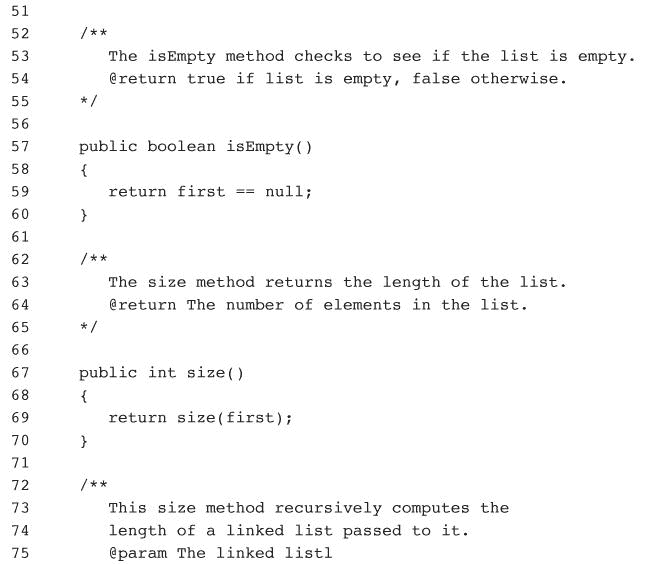 51
52 /**
53 The isEmpty method checks to see if the list is empty.
54 @return true if list is empty, false otherwise.
55 */
56
57 public boolean isEmpty()
58 {
59 return first == null;
60 }
61
62 /**
63 The size method returns the length of the list.
64 @return The number of elements in the list.
65 */
66
67 public int size()
68 {
69 return size(first);
70 }
71
72 /**
73 This size method recursively computes the
74 length of a linked list passed to it.
75 @param The linked listl